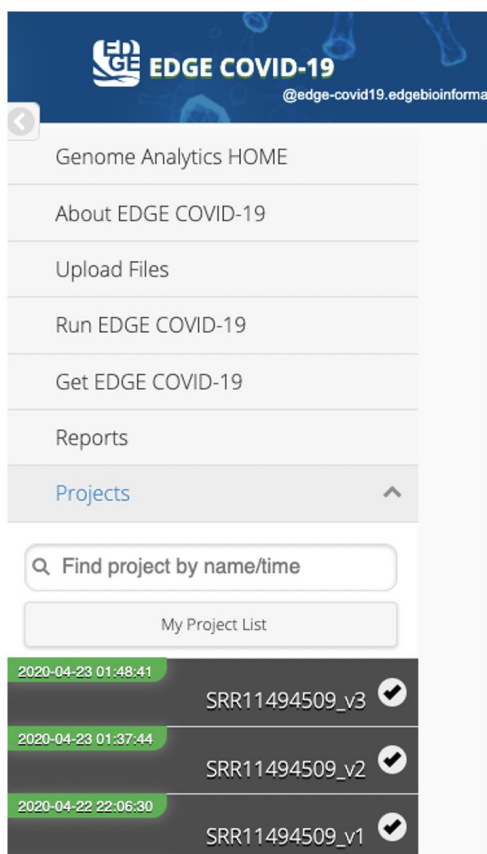 EDGE
EDGE COVID-19
@edge-covid19.edgebioinforma
Genome Analytics HOME
About EDGE COVID-19
Upload Files
Run EDGE COVID-19
Get EDGE COVID-19
Reports
Projects
Find project by name/time
My Project List
2020-04-23 01:48:41
SRR11494509_v3
2020-04-23 01:37:44
SRR11494509_v2
2020-04-22 22:06:30
SRR11494509_v1